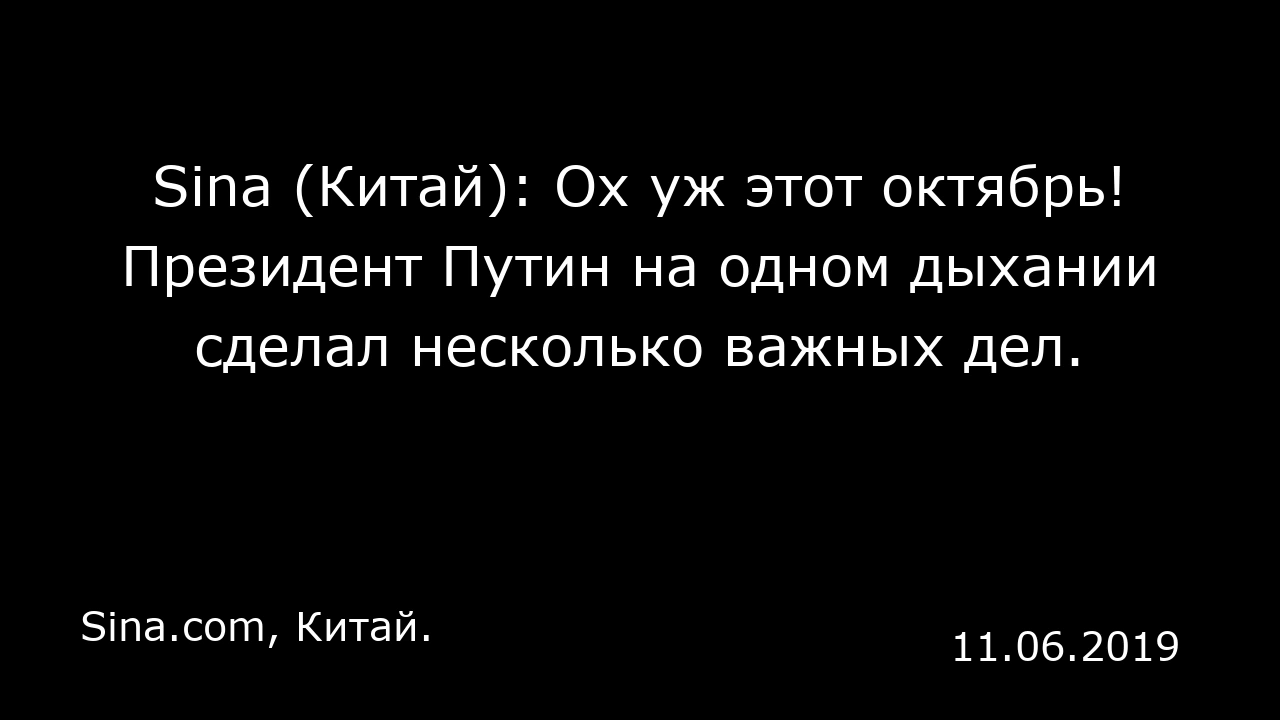 Sina (Китай): Ох уж этот октябрь!
Президент Путин на одном дыхании
сделал несколько важных дел.
Sina.com, Китай.
11.06.2019